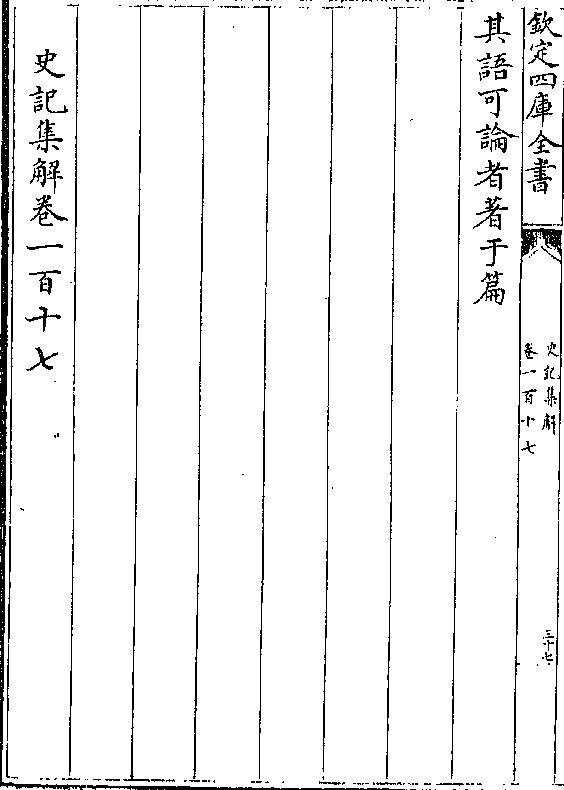 欽定四庫全書
史記集解
卷一百十七
三十七
其語可論者著于篇
史記集解卷一百十七